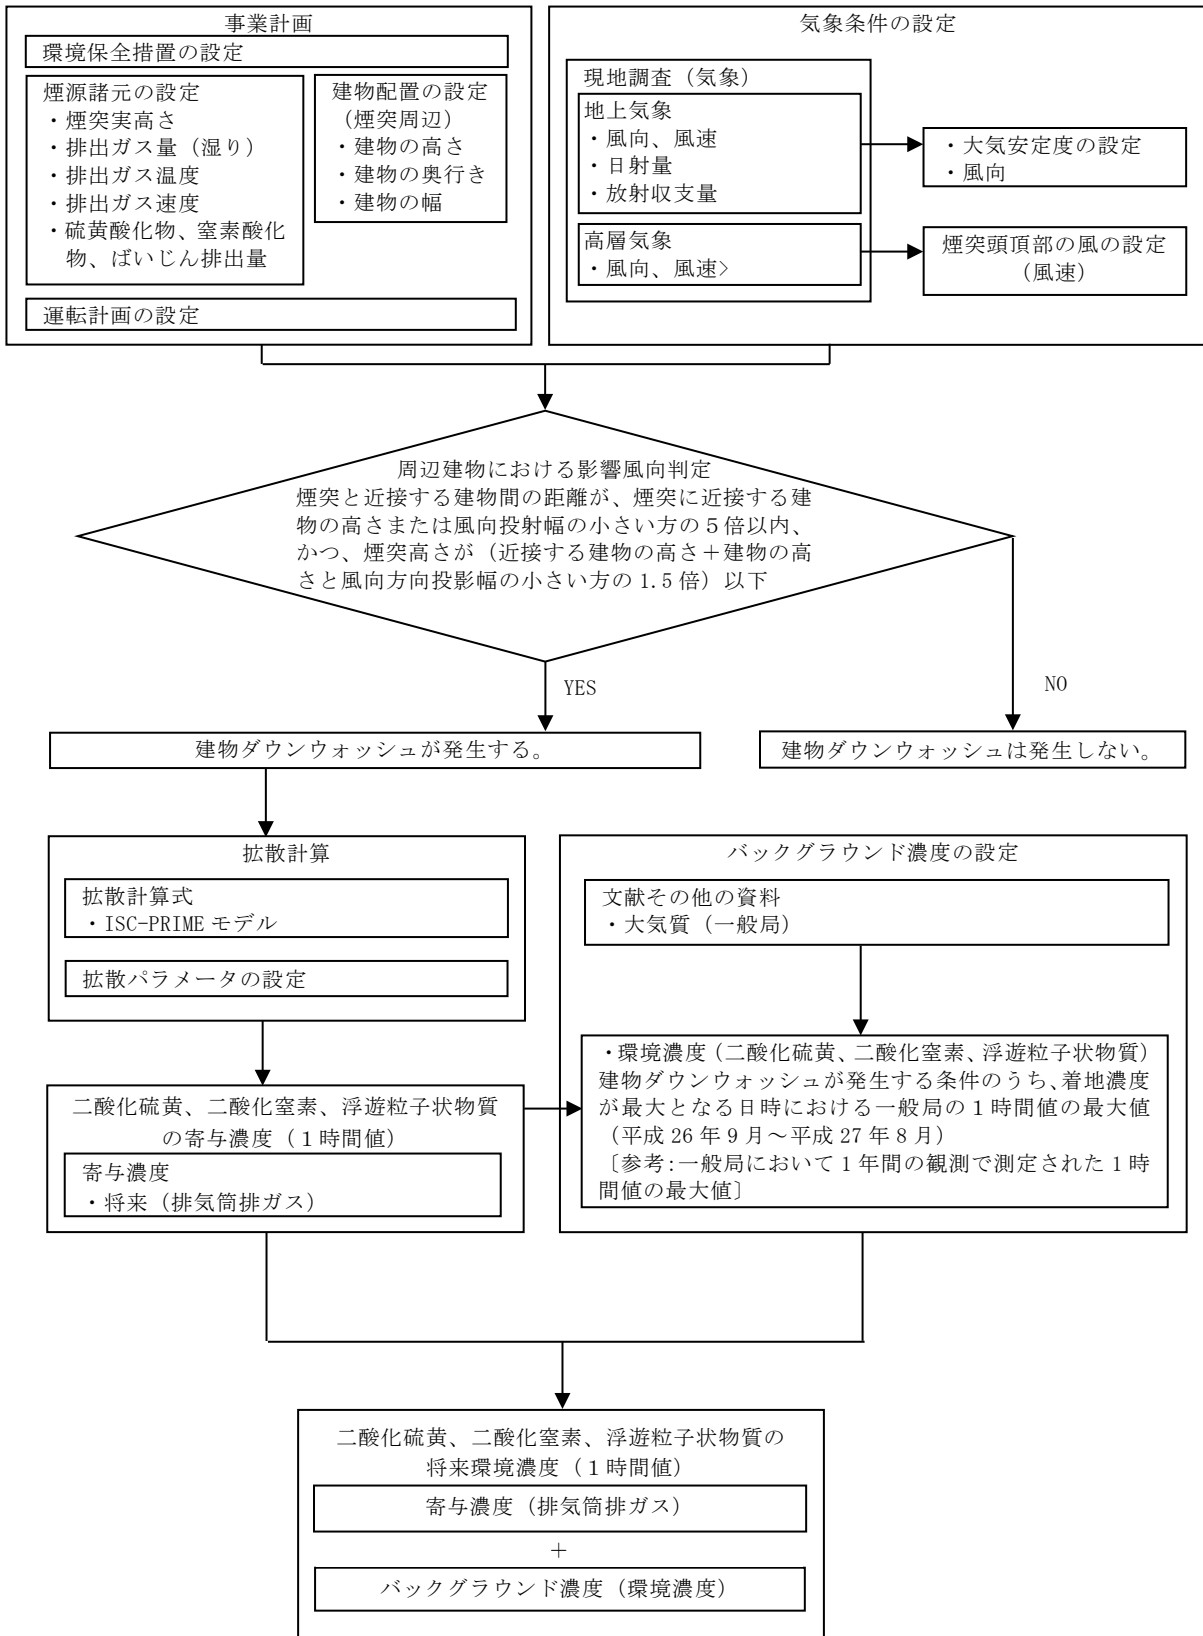 事業計画
環境保全措置の設定
煙源諸元の設定
・煙突実高さ
・排出ガス量（湿り）
・排出ガス温度
・排出ガス速度
・硫黄酸化物、窒素酸化
物、ばいじん排出量
建物配置の設定
（煙突周辺）
・建物の高さ
・建物の奥行き
・建物の幅
運転計画の設定
気象条件の設定
現地調査（気象）
地上気象
・風向、風速
・日射量
・放射収支量
・大気安定度の設定
・風向
高層気象
・風向、風速>
煙突頭頂部の風の設定
（風速）
周辺建物における影響風向判定
煙突と近接する建物間の距離が、煙突に近接する建
物の高さまたは風向投射幅の小さい方の５倍以内、
かつ、煙突高さが（近接する建物の高さ＋建物の高
さと風向方向投影幅の小さい方の 1.5 倍）以下
YES
NO
建物ダウンウォッシュが発生する。
建物ダウンウォッシュは発生しない。
拡散計算
拡散計算式
・ISC-PRIME モデル
拡散パラメータの設定
バックグラウンド濃度の設定
文献その他の資料
・大気質（一般局）
・環境濃度（二酸化硫黄、二酸化窒素、浮遊粒子状物質）
建物ダウンウォッシュが発生する条件のうち、着地濃度
が最大となる日時における一般局の１時間値の最大値
（平成 26 年 9 月～平成 27 年 8 月）
〔参考：一般局において 1 年間の観測で測定された 1 時
間値の最大値〕
二酸化硫黄、二酸化窒素、浮遊粒子状物質
の寄与濃度（１時間値）
寄与濃度
・将来（排気筒排ガス）
二酸化硫黄、二酸化窒素、浮遊粒子状物質の
将来環境濃度（１時間値）
寄与濃度（排気筒排ガス）
＋
バックグラウンド濃度（環境濃度）